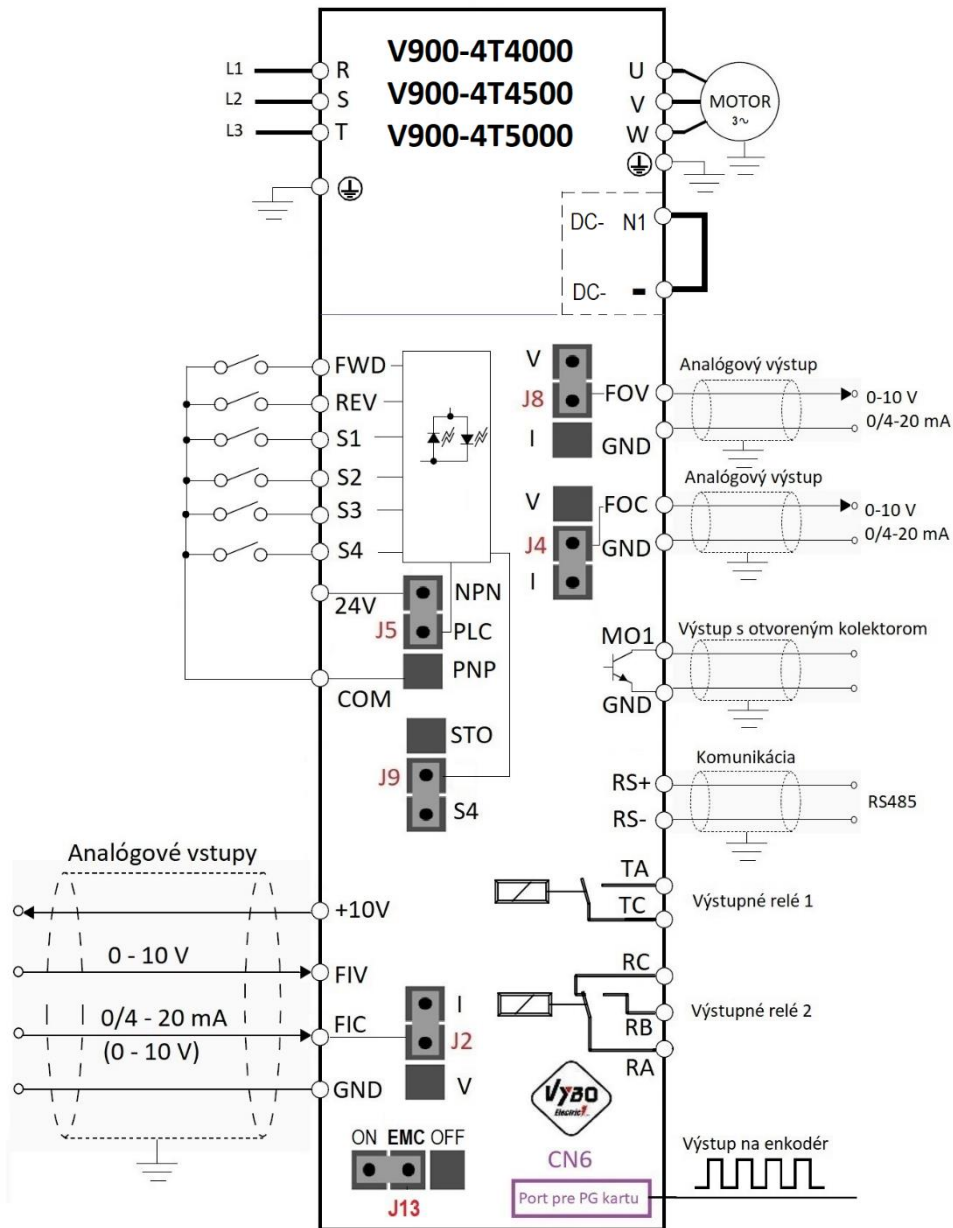 V900-4T4000
V900-4T4500
V900-4T5000
L1 R
L2 S
L3 T
U
V
W
MOTOR
3~
DC- N1
DC- -
FWD
REV
S1
S2
S3
S4
24V
COM
NPN
J5 PLC
PNP
STO
J9
S4
V
J8 FOV
I GND
Analógový výstup
0-10 V
0/4-20 mA
V FOC
J4 GND
I
Analógový výstup
0-10 V
0/4-20 mA
MO1
GND
Výstup s otvoreným kolektorom
Komunikácia
RS+
RS-
RS485
Analógové vstupy
+10V
0 - 10 V
FIV
0/4 - 20 mA
(0 - 10 V)
FIC
GND
I
J2
V
TA
TC
Výstupné relé 1
RC
RB
RA
Výstupné relé 2
VYBO
Electric
ON EMC OFF
J13
CN6
Port pre PG kartu
Výstup na enkodér